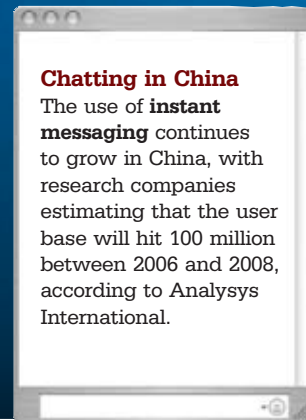 Chatting in China
The use of instant
messaging continues
to grow in China, with
research companies
estimating that the user
base will hit 100 million
between 2006 and 2008,
according to Analysys
International.